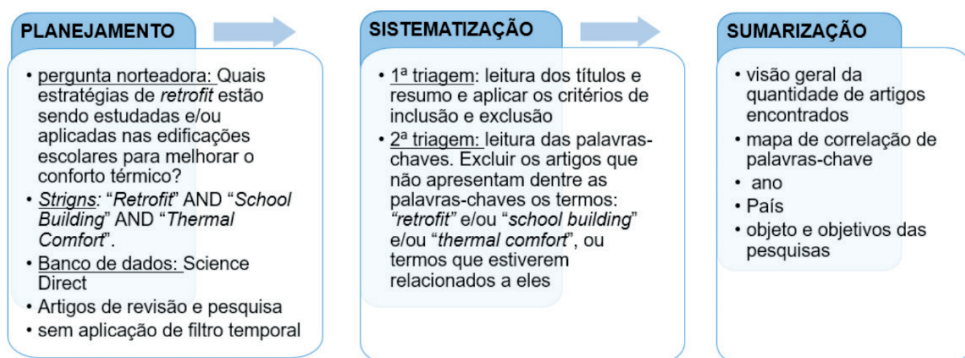 PLANEJAMENTO
• pergunta norteadora: Quais
estratégias de retrofit estão
sendo estudadas e/ou
aplicadas nas edificações
escolares para melhorar o
conforto térmico?
• Strigns: “Retrofit” AND “School
Building” AND “Thermal
Comfort”.
• Banco de dados: Science
Direct
• Artigos de revisão e pesquisa
• sem aplicação de filtro temporal
SISTEMATIZAÇÃO
• 1ª triagem: leitura dos títulos e
resumo e aplicar os critérios de
inclusão e exclusão
• 2ª triagem: leitura das palavras-
chaves. Excluir os artigos que
não apresentam dentre as
palavras-chaves os termos:
“retrofit” e/ou “school building”
e/ou “thermal comfort”, ou
termos que estiverem
relacionados a eles
SUMARIZAÇÃO
• visão geral da
quantidade de artigos
encontrados
• mapa de correlação de
palavras-chave
• ano
• País
• objeto e objetivos das
pesquisas